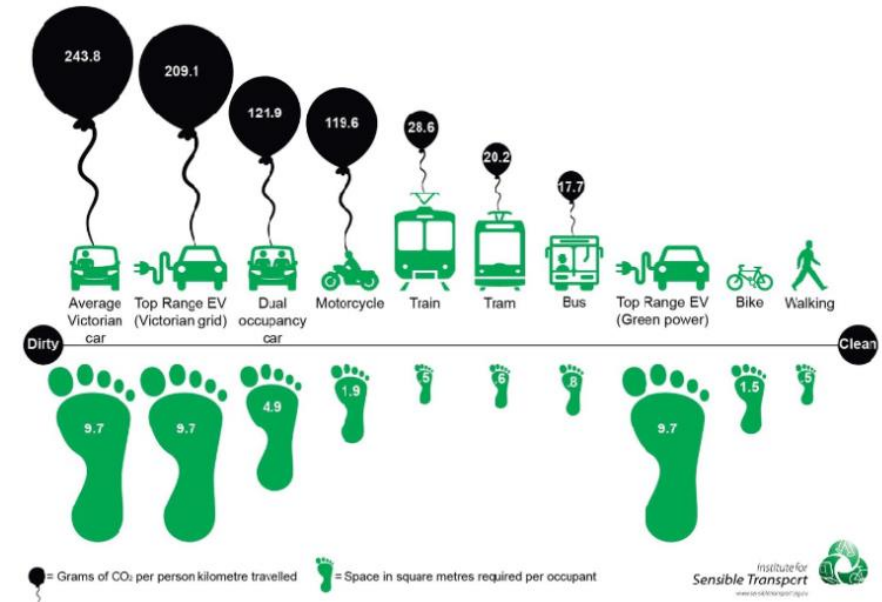 243.8
209.1
121.9
119.6
28.6
20.2
17.7
Average
Victorian
car
Top Range EV
(Victorian grid)
Dual
occupancy
car
Motorcycle
Train
Tram
Bus
Top Range EV
(Green power)
Bike
Walking
Dirty
Clean
9.7
9.7
4.9
1.9
.5
.6
.8
9.7
1.5
.5
= Grams of CO₂ per person kilometre travelled
= Space in square metres required per occupant
Institute for
Sensible Transport